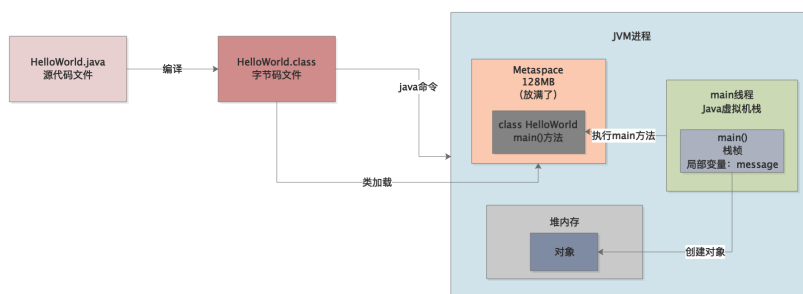 HelloWorld.java
源代码文件
编译
HelloWorld.class
字节码文件
java命令
类加载
JVM进程
Metaspace
128MB
（放满了）
class HelloWorld
main()方法
执行main方法
main线程
Java虚拟机栈
main()
栈桢
局部变量：message
堆内存
对象
创建对象